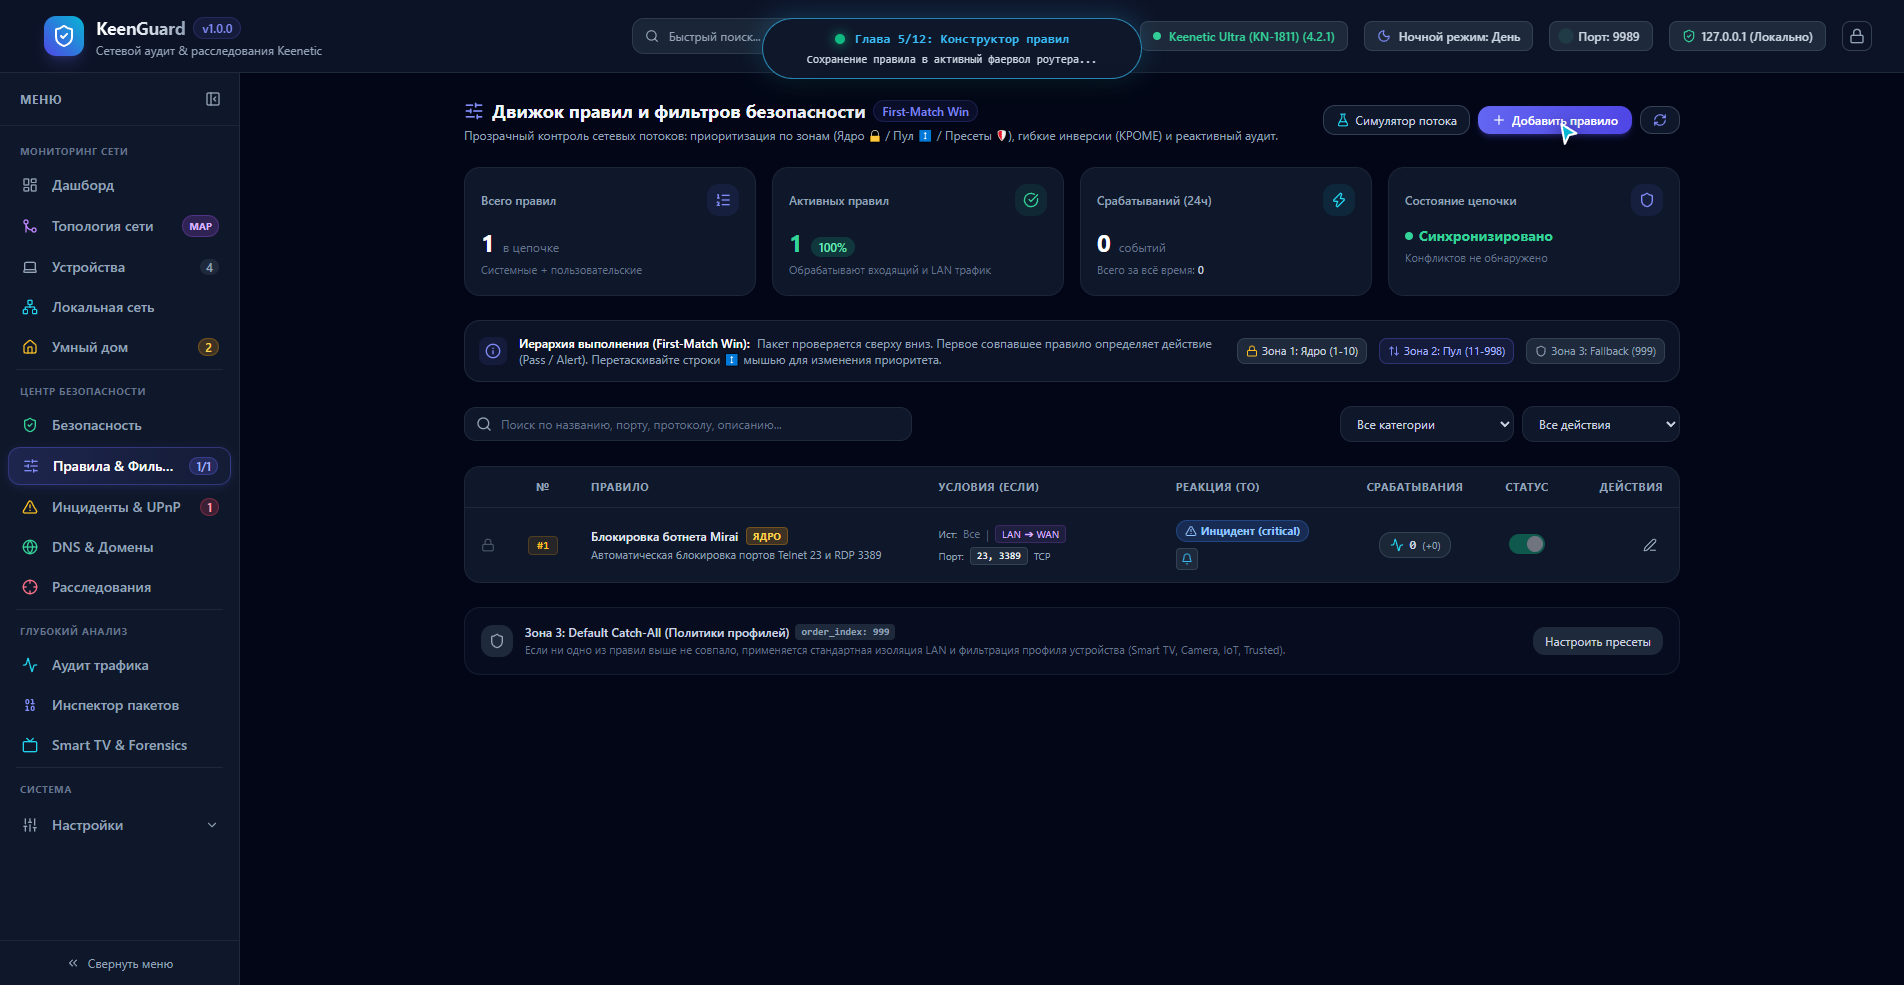 KeenGuard v1.0.0
Сетевой аудит & расследования Keenetic
Быстрый поиск...
Глава 5/12: Конструктор правил
Сохранение правила в активный фаервол роутера...
Keenetic Ultra (KN-1811) (4.2.1)
Ночной режим: День
Порт: 9989
127.0.0.1 (Локально)
МЕНЮ
МОНИТОРИНГ СЕТИ
Дашборд
Топология сети MAP
Устройства 4
Локальная сеть
Умный дом 2
ЦЕНТР БЕЗОПАСНОСТИ
Безопасность
Правила & Филь... 1/1
Инциденты & UPnP 1
DNS & Домены
Расследования
ГЛУБОКИЙ АНАЛИЗ
Аудит трафика
Инспектор пакетов
Smart TV & Forensics
СИСТЕМА
Настройки
Свернуть меню
Движок правил и фильтров безопасности First-Match Win
Прозрачный контроль сетевых потоков: приоритизация по зонам (Ядро 🔒 / Пул ↕️ / Пресеты 🛡️), гибкие инверсии (КРОМЕ) и реактивный аудит.
Симулятор потока
Добавить правило
Всего правил
1 в цепочке
Системные + пользовательские
Активных правил
1 100%
Обрабатывают входящий и LAN трафик
Срабатываний (24ч)
0 событий
Всего за всё время: 0
Состояние цепочки
Синхронизировано
Конфликтов не обнаружено
Иерархия выполнения (First-Match Win): Пакет проверяется сверху вниз. Первое совпавшее правило определяет действие
(Pass / Alert). Перетаскивайте строки ↕️ мышью для изменения приоритета.
Зона 1: Ядро (1-10)
Зона 2: Пул (11-998)
Зона 3: Fallback (999)
Поиск по названию, порту, протоколу, описанию...
Все категории
Все действия
№ ПРАВИЛО УСЛОВИЯ (ЕСЛИ) РЕАКЦИЯ (ТО) СРАБАТЫВАНИЯ СТАТУС ДЕЙСТВИЯ
#1
Блокировка ботнета Mirai ЯДРО
Автоматическая блокировка портов Telnet 23 и RDP 3389
Ист: Все | LAN ➔ WAN
Порт: 23, 3389 TCP
Инцидент (critical)
0 (+0)
Зона 3: Default Catch-All (Политики профилей) order_index: 999
Если ни одно из правил выше не совпало, применяется стандартная изоляция LAN и фильтрация профиля устройства (Smart TV, Camera, IoT, Trusted).
Настроить пресеты